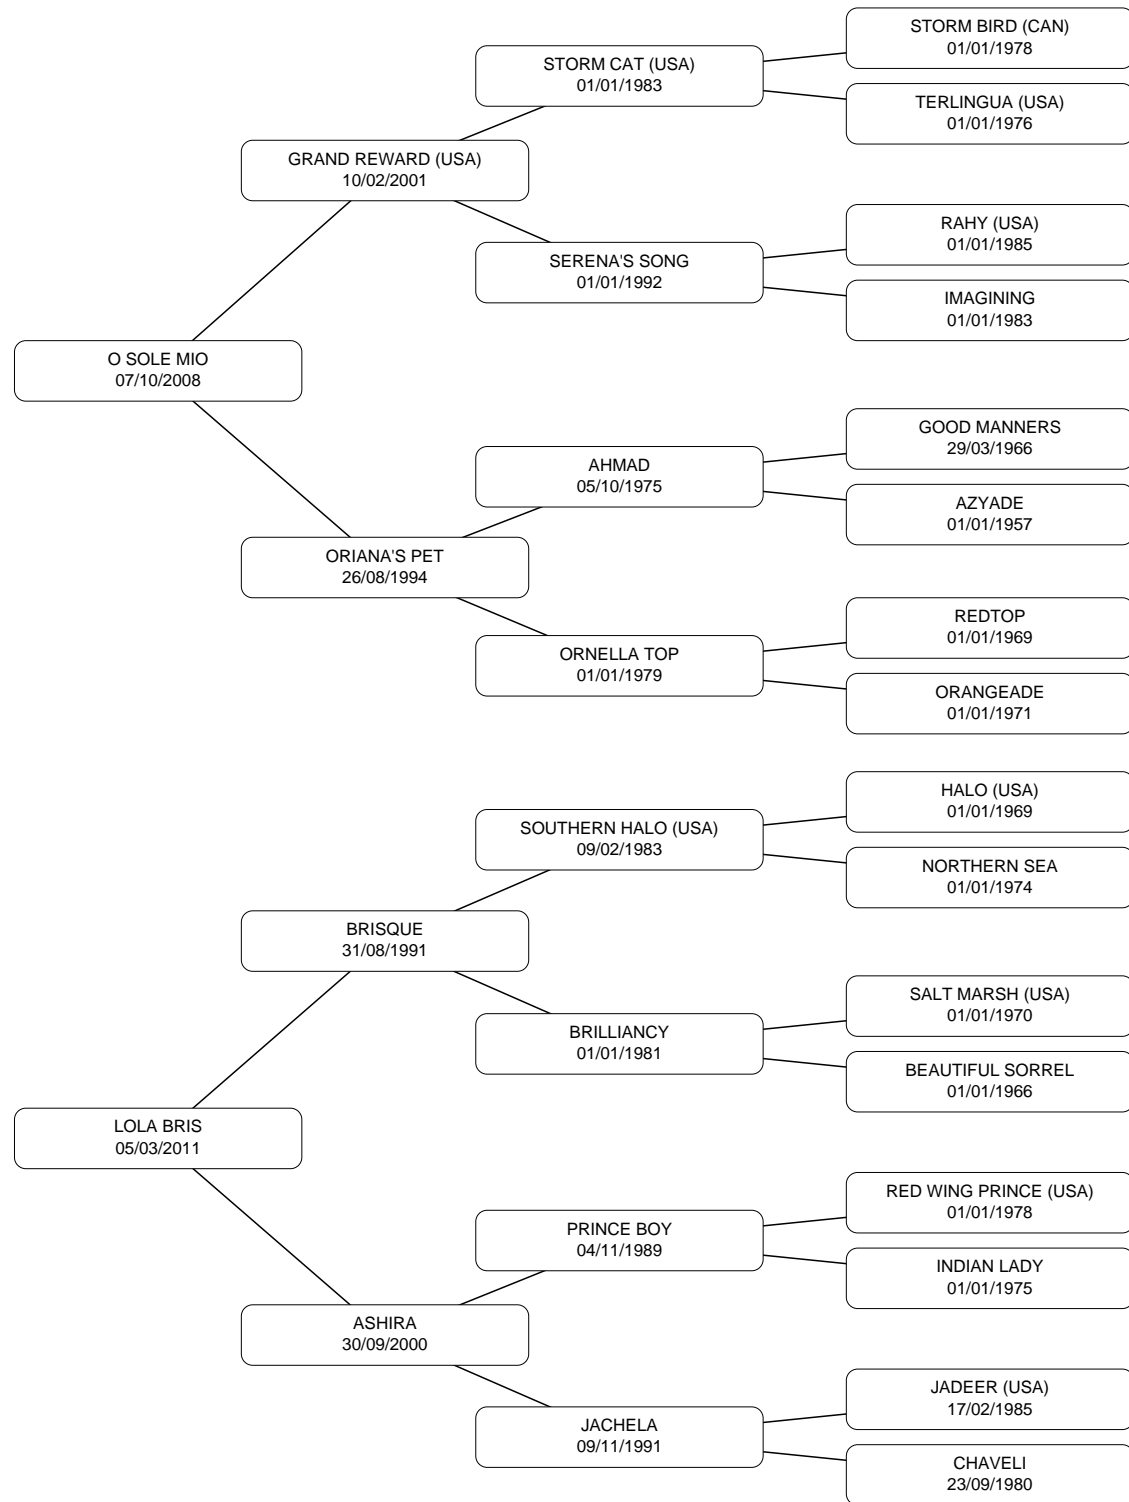 STORM BIRD (CAN)
01/01/1978
STORM CAT (USA)
01/01/1983
TERLINGUA (USA)
01/01/1976
GRAND REWARD (USA)
10/02/2001
RAHY (USA)
01/01/1985
SERENA'S SONG
01/01/1992
IMAGINING
01/01/1983
O SOLE MIO
07/10/2008
GOOD MANNERS
29/03/1966
AHMAD
05/10/1975
AZYADE
01/01/1957
ORIANA'S PET
26/08/1994
REDTOP
01/01/1969
ORNELLA TOP
01/01/1979
ORANGEADE
01/01/1971
HALO (USA)
01/01/1969
SOUTHERN HALO (USA)
09/02/1983
NORTHERN SEA
01/01/1974
BRISQUE
31/08/1991
SALT MARSH (USA)
01/01/1970
BRILLIANCY
01/01/1981
BEAUTIFUL SORREL
01/01/1966
LOLA BRIS
05/03/2011
RED WING PRINCE (USA)
01/01/1978
PRINCE BOY
04/11/1989
INDIAN LADY
01/01/1975
ASHIRA
30/09/2000
JADEER (USA)
17/02/1985
JACHELA
09/11/1991
CHAVELI
23/09/1980